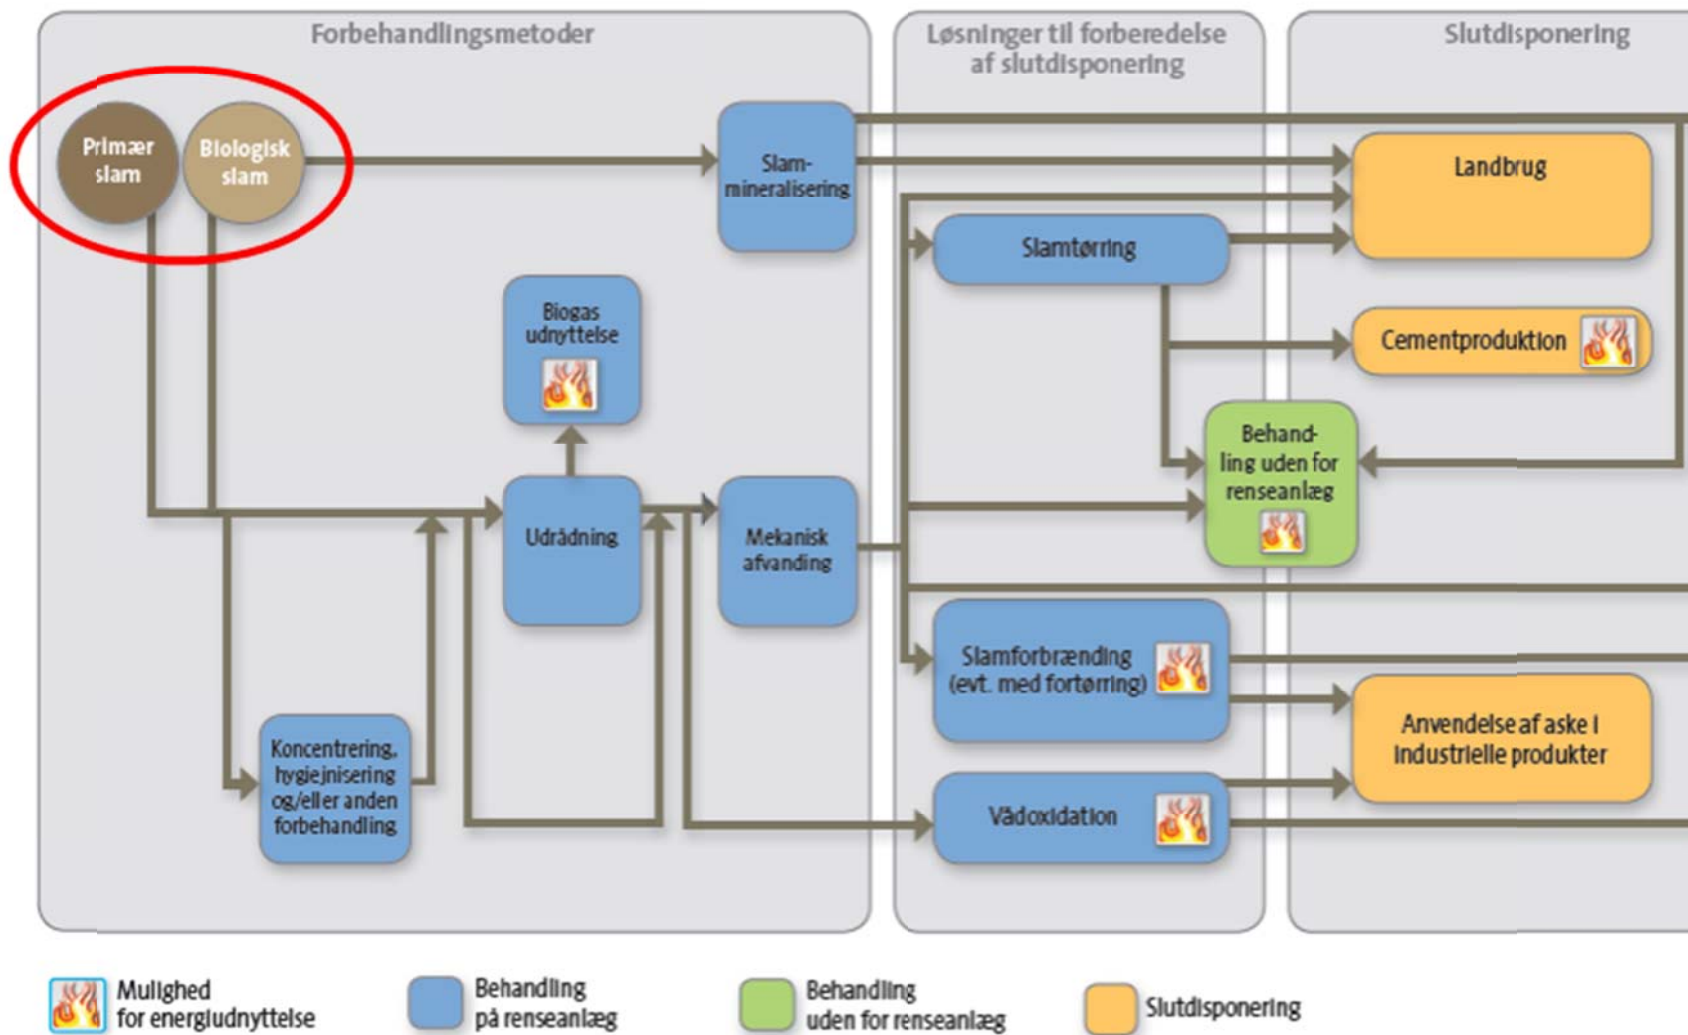 Forbehandlingsmetoder
Løsninger til forberedelse
af slutdisponering
Slutdisponering
Primær
slam
Biologisk
slam
Slam-
mineralisering
Landbrug
Slamtørring
Biogas
udnyttelse
Cementproduktion
Behand-
ling uden for
renseanlæg
Udrådning
Mekanisk
afvanding
Slamforbrænding
(evt. med fortørring)
Anvendelse af aske i
industrielle produkter
Koncentrering,
hygiejnisering
og/eller anden
forbehandling
Vådoxidation
Mulighed
for energiudnyttelse
Behandling
på renseanlæg
Behandling
uden for renseanlæg
Slutdisponering